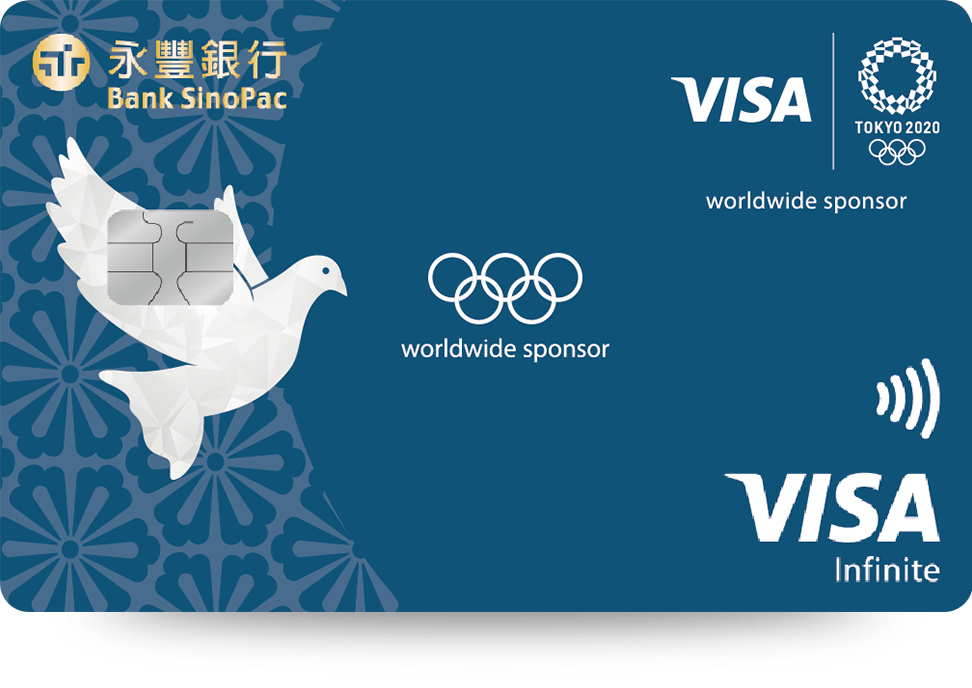 永豐銀行
Bank SinoPac
VISA
TOKYO 2020
worldwide sponsor
worldwide sponsor
VISA
Infinite